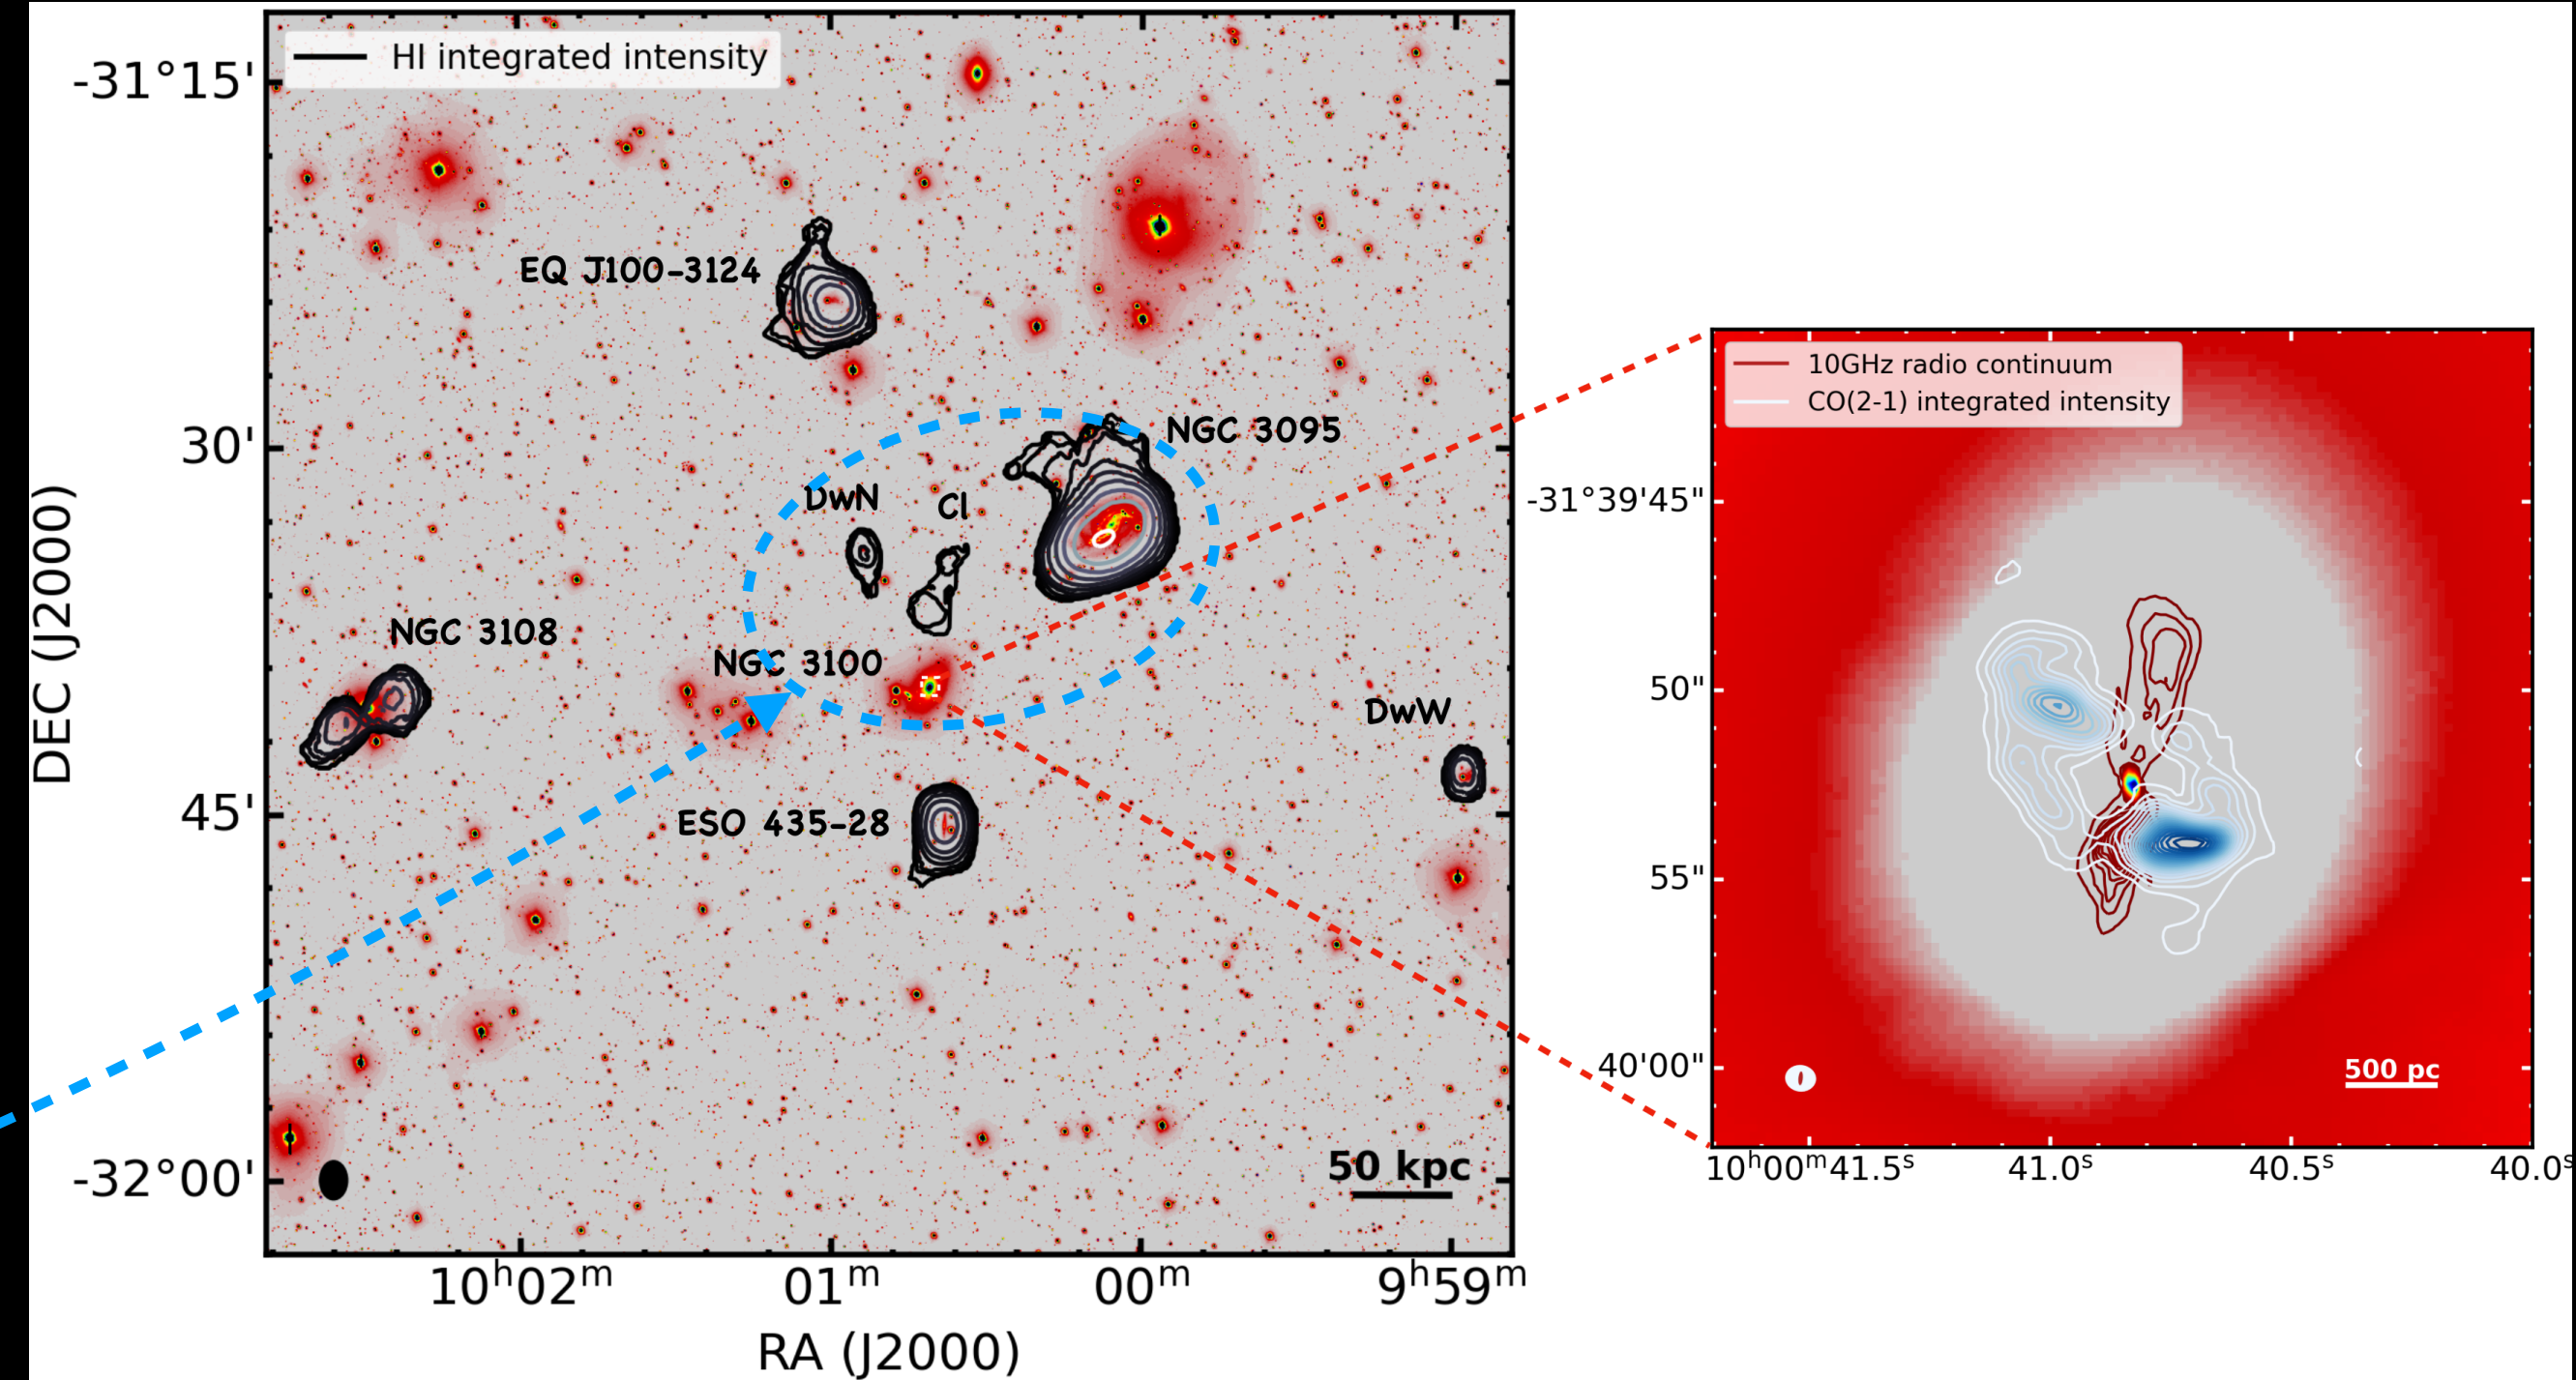 HI integrated intensity
-31°15'
EQ J100-3124
30'
NGC 3095
DwN
Cl
NGC 3108
NGC 3100
DwW
45'
ESO 435-28
-32°00'
50 kpc
DEC (J2000)
10ʰ02ᵐ
01ᵐ
00ᵐ
9ʰ59ᵐ
RA (J2000)
10GHz radio continuum
CO(2-1) integrated intensity
-31°39'45"
50"
55"
40'00"
500 pc
10ʰ00ᵐ41.5ˢ
41.0ˢ
40.5ˢ
40.0ˢ